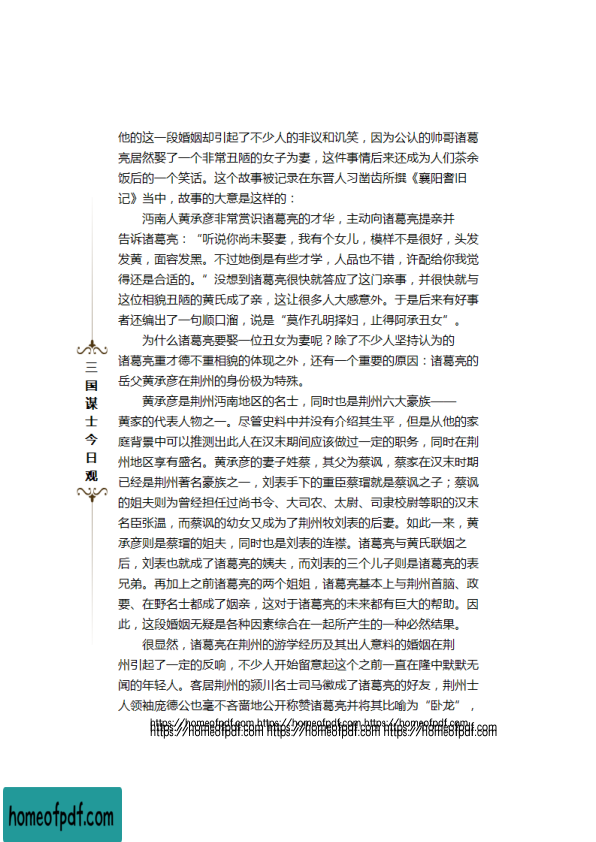 他的这一段婚姻却引起了不少人的非议和讥笑，因为公认的帅哥诸葛
亮居然娶了一个非常丑陋的女子为妻，这件事情后来还成为人们茶余
饭后的一个笑话。这个故事被记录在东晋人习凿齿所撰《襄阳耆旧
记》当中，故事的大意是这样的：
沔南人黄承彦非常赏识诸葛亮的才华，主动向诸葛亮提亲并
告诉诸葛亮：“听说你尚未娶妻，我有个女儿，模样不是很好，头发
发黄，面容发黑。不过她倒是有些才学，人品也不错，许配给你我觉
得还是合适的。”没想到诸葛亮很快就答应了这门亲事，并很快就与
这位相貌丑陋的黄氏成了亲，这让很多人大感意外。于是后来有好事
者还编出了一句顺口溜，说是“莫作孔明择妇，止得阿承丑女”。
为什么诸葛亮要娶一位丑女为妻呢？除了不少人坚持认为的
诸葛亮重才德不重相貌的体现之外，还有一个重要的原因：诸葛亮的
岳父黄承彦在荆州的身份极为特殊。
黄承彦是荆州沔南地区的名士，同时也是荆州六大豪族——
黄家的代表人物之一。尽管史料中并没有介绍其生平，但是从他的家
庭背景中可以推测出此人在汉末期间应该做过一定的职务，同时在荆
州地区享有盛名。黄承彦的妻子姓蔡，其父为蔡讽，蔡家在汉末时期
已经是荆州著名豪族之一，刘表手下的重臣蔡瑁就是蔡讽之子；蔡讽
的姐夫则为曾经担任过尚书令、大司农、太尉、司隶校尉等职的汉末
名臣张温，而蔡讽的幼女又成为了荆州牧刘表的后妻。如此一来，黄
承彦则是蔡瑁的姐夫，同时也是刘表的连襟。诸葛亮与黄氏联姻之
后，刘表也就成了诸葛亮的姨夫，而刘表的三个儿子则是诸葛亮的表
兄弟。再加上之前诸葛亮的两个姐姐，诸葛亮基本上与荆州首脑、政
要、在野名士都成了姻亲，这对于诸葛亮的未来都有巨大的帮助。因
此，这段婚姻无疑是各种因素综合在一起所产生的一种必然结果。
很显然，诸葛亮在荆州的游学经历及其出人意料的婚姻在荆
州引起了一定的反响，不少人开始留意起这个之前一直在隆中默默无
闻的年轻人。客居荆州的颍川名士司马徽成了诸葛亮的好友，荆州士
人领袖庞德公也毫不吝啬地公开称赞诸葛亮并将其比喻为“卧龙”，
三国谋士今日观
https://homeofpdf.com https://homeofpdf.com https://homeofpdf.com
https://homeofpdf.com https://homeofpdf.com https://homeofpdf.com
homeofpdf.com